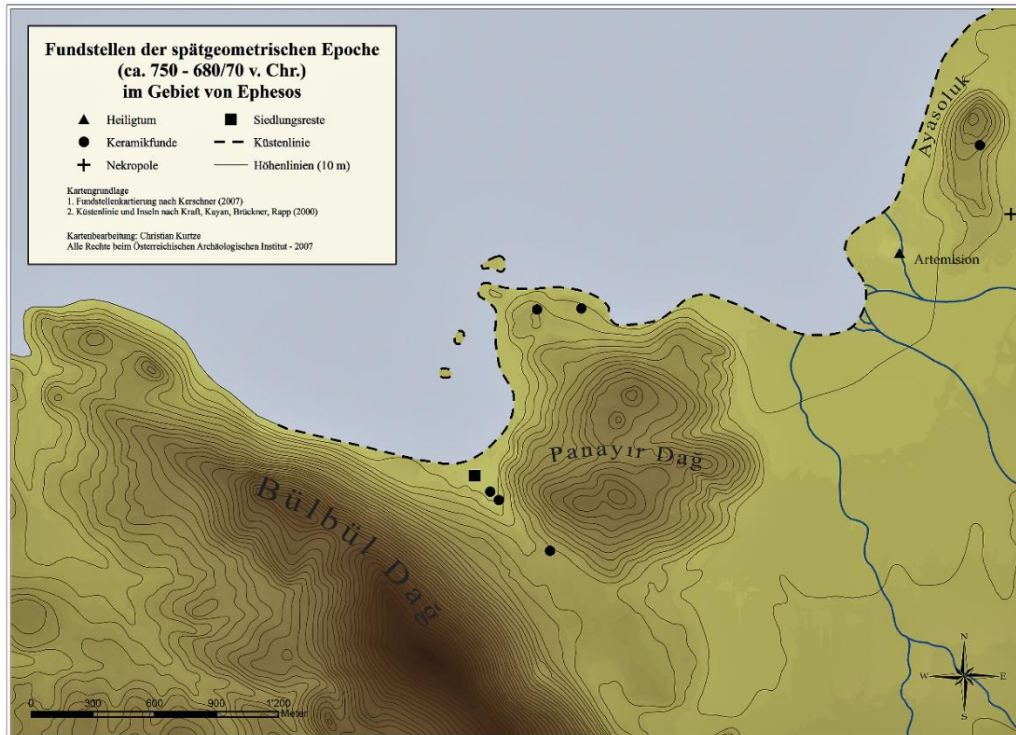 Fundstellen der spätgeometrischen Epoche
(ca. 750 - 680/70 v. Chr.)
im Gebiet von Ephesos
Heiligtum
Siedlungsreste
Keramikfunde
Küstenlinie
Nekropole
Höhenlinien (10 m)
Kartengrundlage
1. Fundstellenkartierung nach Kerschner (2007)
2. Küstenlinie und Inseln nach Kraft, Kayan, Brückner, Rapp (2000)
Kartenbearbeitung: Christian Kurtze
Alle Rechte beim Österreichischen Archäologischen Institut - 2007
Ayasoluk
Artemision
Panayır Dağ
Bülbül Dağ
N
W E
S
0 300 600 900 1'200
Meter